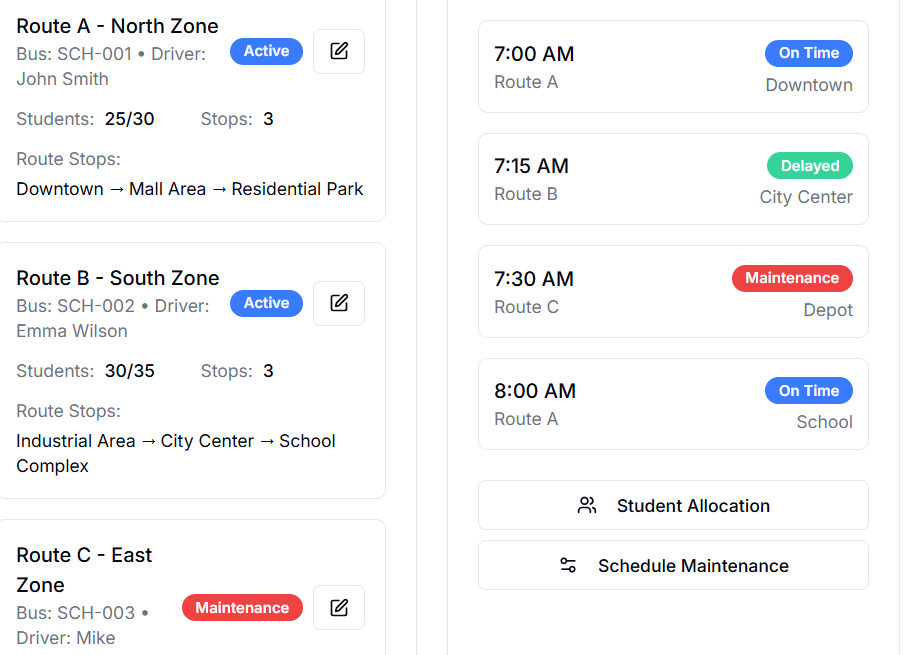 Route A - North Zone
Bus: SCH-001 • Driver:
John Smith
Active
Students: 25/30 Stops: 3
Route Stops:
Downtown → Mall Area → Residential Park
Route B - South Zone
Bus: SCH-002 • Driver:
Emma Wilson
Active
Students: 30/35 Stops: 3
Route Stops:
Industrial Area → City Center → School
Complex
Route C - East
Zone
Bus: SCH-003 •
Driver: Mike
Maintenance
7:00 AM
Route A
On Time
Downtown
7:15 AM
Route B
Delayed
City Center
7:30 AM
Route C
Maintenance
Depot
8:00 AM
Route A
On Time
School
Student Allocation
Schedule Maintenance